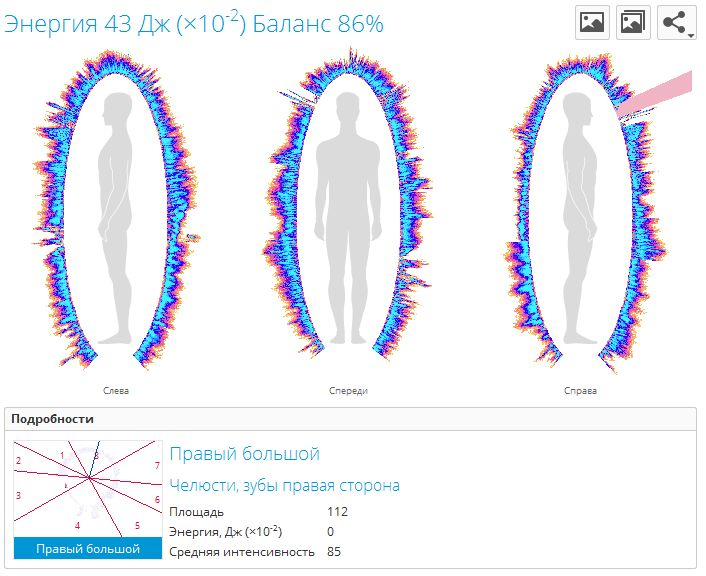 Энергия 43 Дж (×10⁻²) Баланс 86%
Слева
Спереди
Справа
Подробности
1
8
2
7
3
6
4
5
Правый большой
Правый большой
Челюсти, зубы правая сторона
Площадь 112
Энергия, Дж (×10⁻²) 0
Средняя интенсивность 85